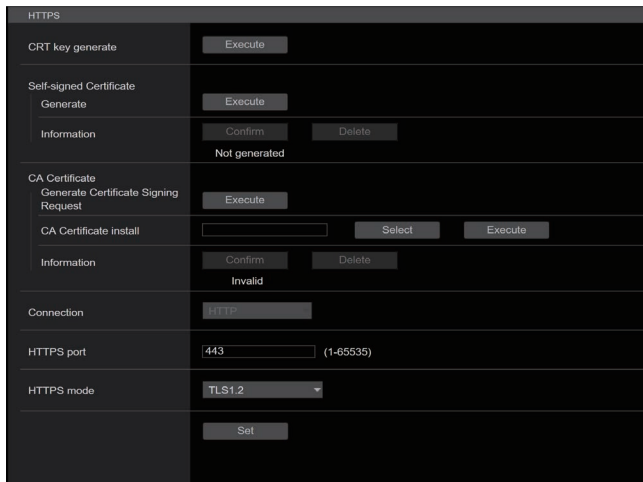 HTTPS
CRT key generate
Execute
Self-signed Certificate
Generate
Execute
Information
Confirm
Delete
Not generated
CA Certificate
Generate Certificate Signing
Request
Execute
CA Certificate install
Select
Execute
Information
Confirm
Delete
Invalid
Connection
HTTP
HTTPS port
443
(1-65535)
HTTPS mode
TLS1.2
Set